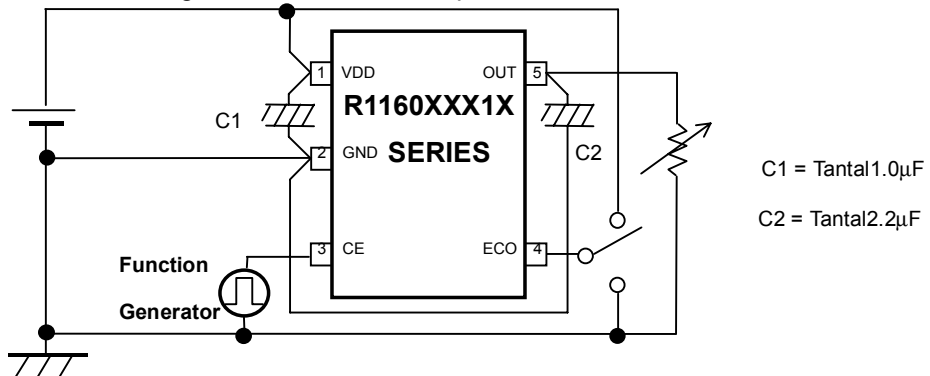 1 VDD OUT 5
R1160XXX1X
C1
2 GND SERIES
C2
C1 = Tantal1.0μF
C2 = Tantal2.2μF
3 CE ECO 4
Function
Generator